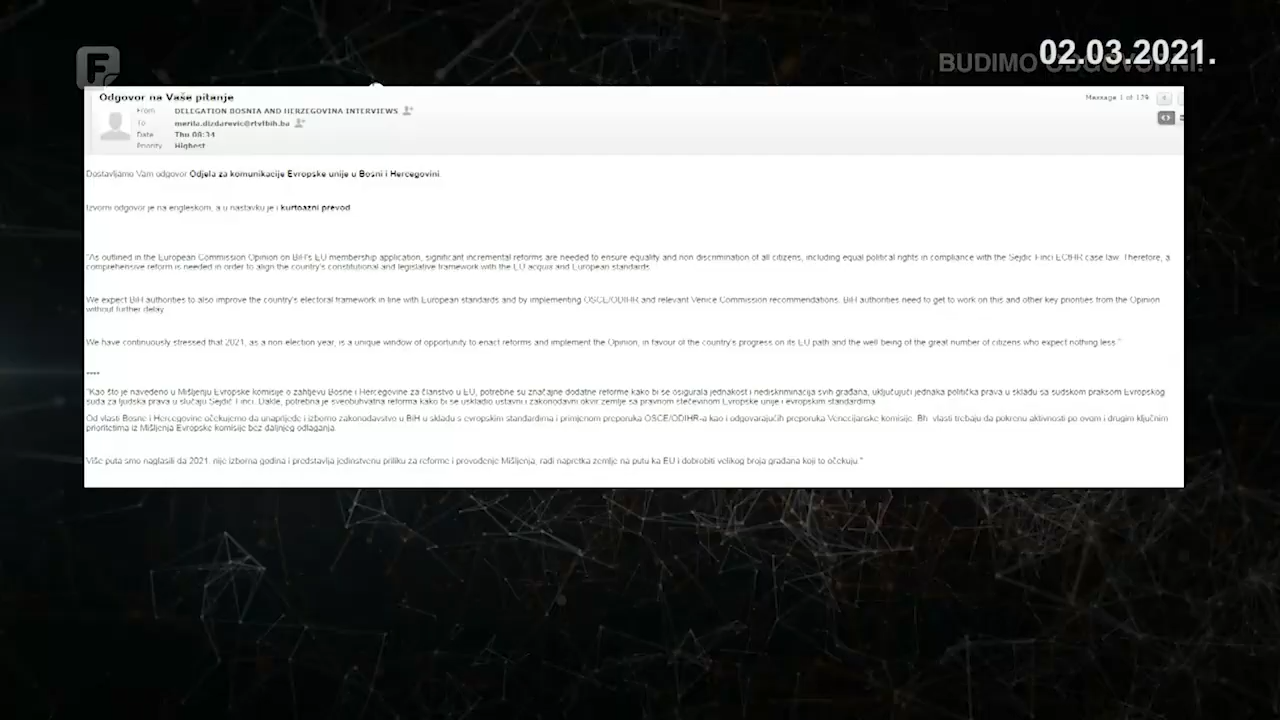 F
BUDIMO ODGOVORNI!
02.03.2021.
Odgovor na Vaše pitanje
Message 1 of 129
From DELEGATION BOSNIA AND HERZEGOVINA INTERVIEWS
To merila.dizdarevic@rtvfbih.ba
Date Thu 08:34
Priority Highest
Dostavljamo Vam odgovor Odjela za komunikacije Evropske unije u Bosni i Hercegovini.
Izvorni odgovor je na engleskom, a u nastavku je i kurtoazni prevod
"As outlined in the European Commission Opinion on BiH's EU membership application, significant incremental reforms are needed to ensure equality and non discrimination of all citizens, including equal political rights in compliance with the Sejdic Finci ECtHR case law. Therefore, a
comprehensive reform is needed in order to align the country's constitutional and legislative framework with the EU acquis and European standards.
We expect BiH authorities to also improve the country's electoral framework in line with European standards and by implementing OSCE/ODIHR and relevant Venice Commission recommendations. BiH authorities need to get to work on this and other key priorities from the Opinion
without further delay.
We have continuously stressed that 2021, as a non election year, is a unique window of opportunity to enact reforms and implement the Opinion, in favour of the country's progress on its EU path and the well being of the great number of citizens who expect nothing less."
----
"Kao što je navedeno u Mišljenju Evropske komisije o zahtjevu Bosne i Hercegovine za članstvo u EU, potrebne su značajne dodatne reforme kako bi se osigurala jednakost i nediskriminacija svih građana, uključujući jednaka politička prava u skladu sa sudskom praksom Evropskog
suda za ljudska prava u slučaju Sejdić Finci. Dakle, potrebna je sveobuhvatna reforma kako bi se uskladio ustavni i zakonodavni okvir zemlje sa pravnom stečevinom Evropske unije i evropskim standardima
Od vlasti Bosne i Hercegovine očekujemo da unaprijede i izborno zakonodavstvo u BiH u skladu s evropskim standardima i primjenom preporuka OSCE/ODIHR-a kao i odgovarajućih preporuka Venecijanske komisije. Bh. vlasti trebaju da pokrenu aktivnosti po ovom i drugim ključnim
prioritetima iz Mišljenja Evropske komisije bez daljnjeg odlaganja.
Više puta smo naglasili da 2021. nije izborna godina i predstavlja jedinstvenu priliku za reforme i provođenje Mišljenja, radi napretka zemlje na putu ka EU i dobrobiti velikog broja građana koji to očekuju."